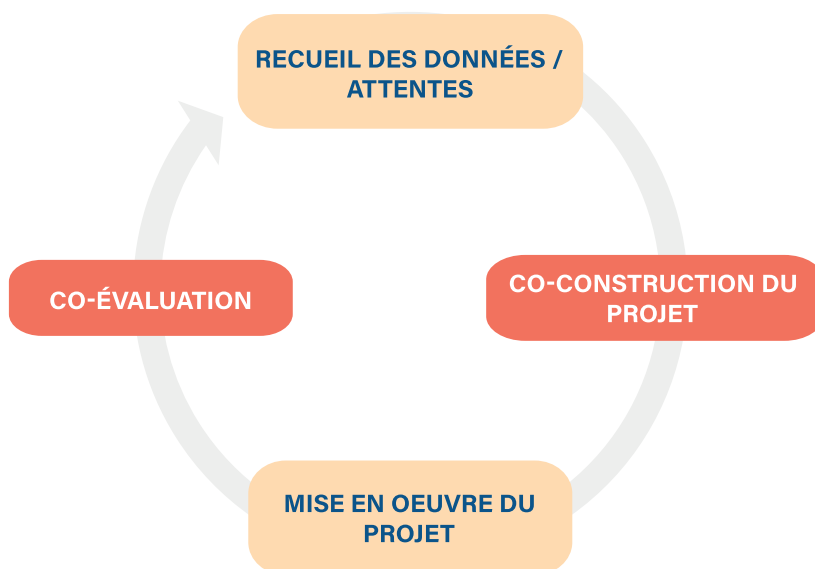 RECUEIL DES DONNÉES /
ATTENTES
CO-ÉVALUATION
CO-CONSTRUCTION DU
PROJET
MISE EN OEUVRE DU
PROJET